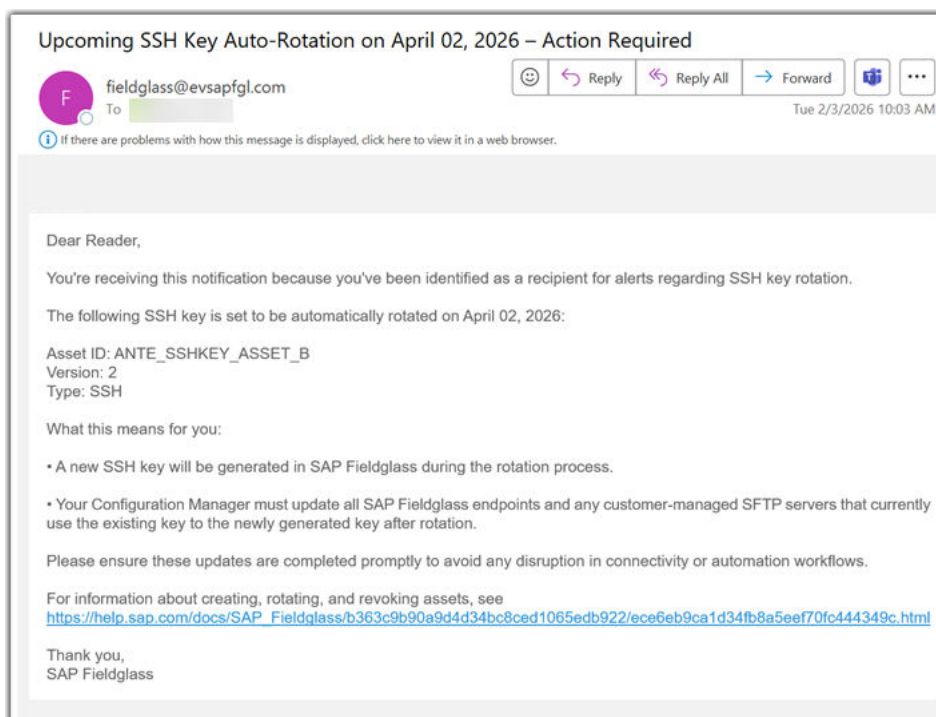 Upcoming SSH Key Auto-Rotation on April 02, 2026 – Action Required
F
fieldglass@evsapfgl.com
To
Reply
Reply All
Forward
Tue 2/3/2026 10:03 AM
If there are problems with how this message is displayed, click here to view it in a web browser.
Dear Reader,
You're receiving this notification because you've been identified as a recipient for alerts regarding SSH key rotation.
The following SSH key is set to be automatically rotated on April 02, 2026:
Asset ID: ANTE_SSHKEY_ASSET_B
Version: 2
Type: SSH
What this means for you:
• A new SSH key will be generated in SAP Fieldglass during the rotation process.
• Your Configuration Manager must update all SAP Fieldglass endpoints and any customer-managed SFTP servers that currently
use the existing key to the newly generated key after rotation.
Please ensure these updates are completed promptly to avoid any disruption in connectivity or automation workflows.
For information about creating, rotating, and revoking assets, see
https://help.sap.com/docs/SAP_Fieldglass/b363c9b90a9d4d34bc8ced1065edb922/ece6eb9ca1d34fb8a5eef70fc444349c.html
Thank you,
SAP Fieldglass